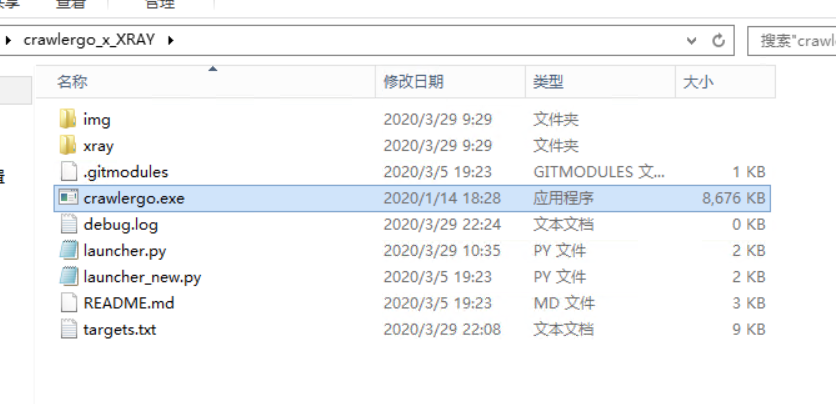 查看 管理
crawlergo_x_XRAY
搜索"crawl
名称 修改日期 类型 大小
img 2020/3/29 9:29 文件夹
xray 2020/3/29 9:29 文件夹
.gitmodules 2020/3/5 19:23 GITMODULES 文... 1 KB
crawlergo.exe 2020/1/14 18:28 应用程序 8,676 KB
debug.log 2020/3/29 22:24 文本文档 0 KB
launcher.py 2020/3/29 10:35 PY 文件 2 KB
launcher_new.py 2020/3/5 19:23 PY 文件 2 KB
README.md 2020/3/5 19:23 MD 文件 3 KB
targets.txt 2020/3/29 22:08 文本文档 9 KB